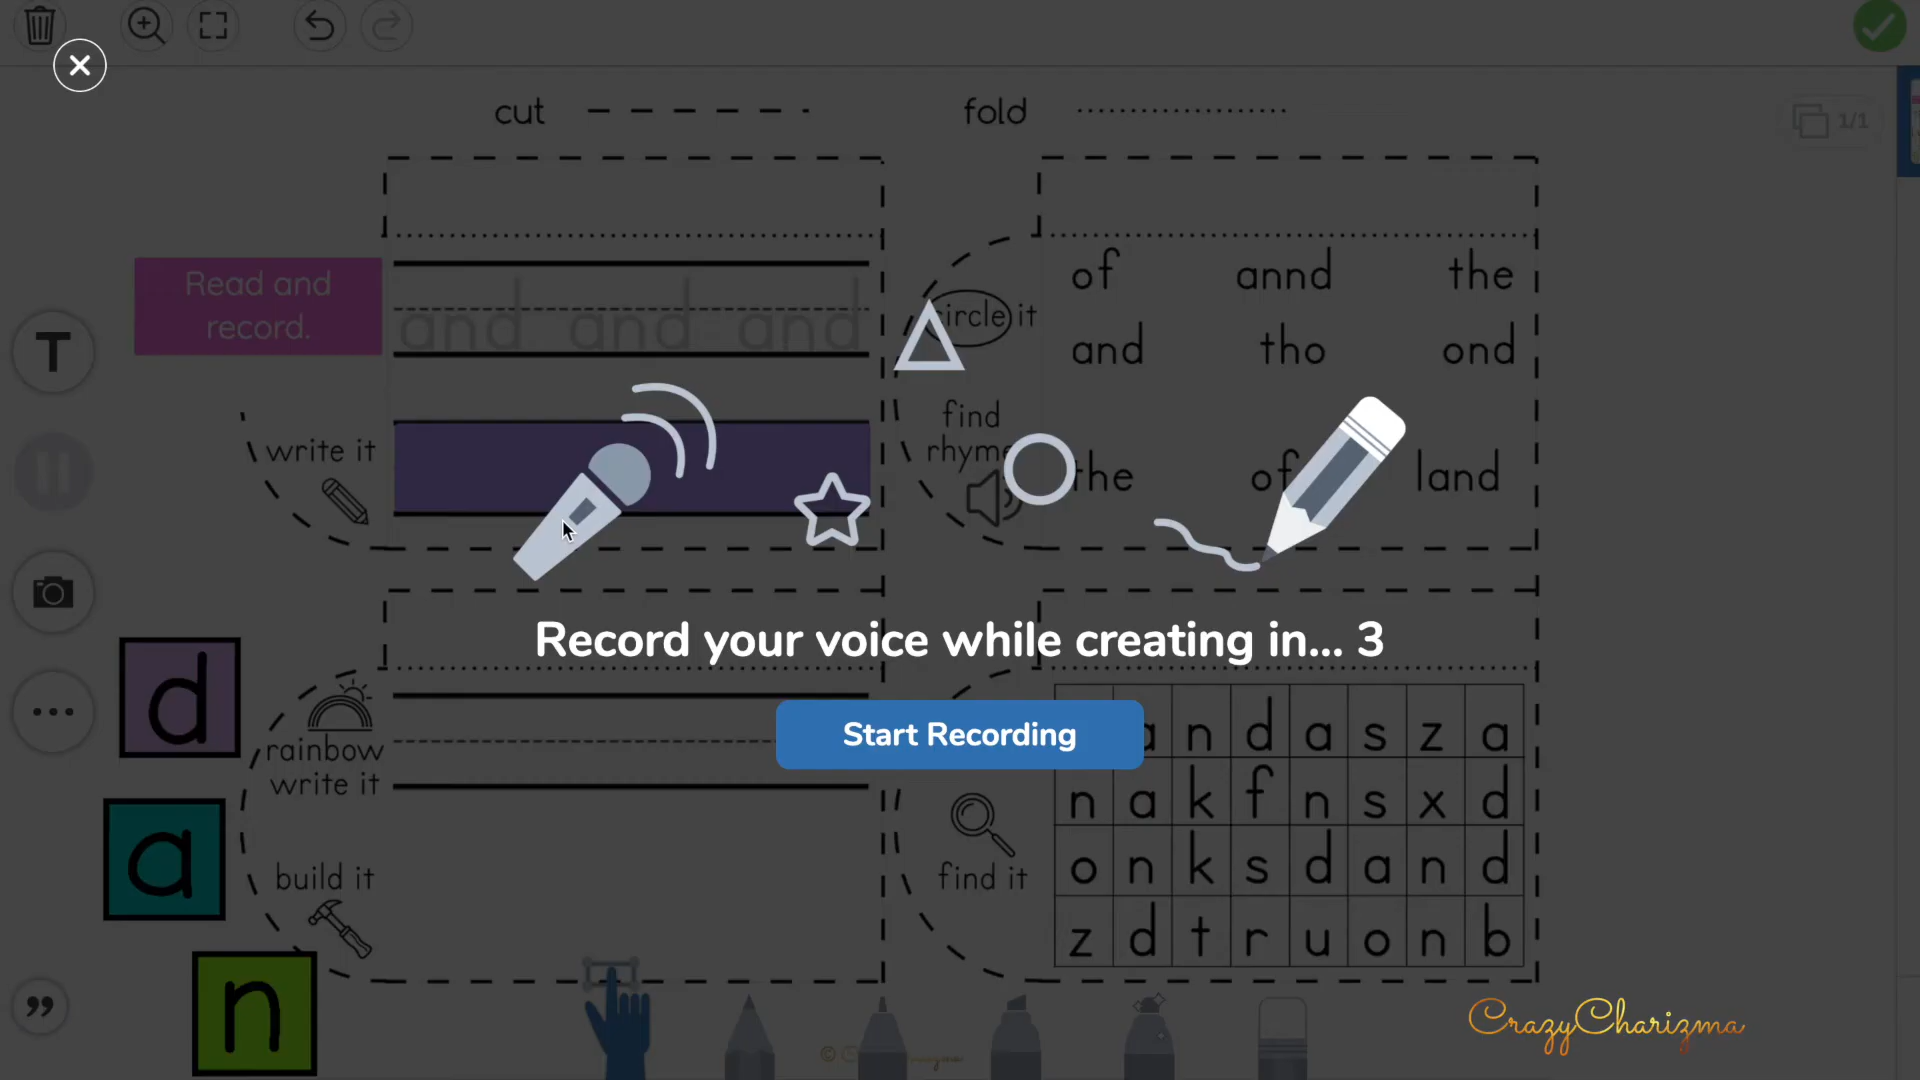 cut
fold
1/1
Read and
record.
and and and
of annd the
circle it
and tho ond
find
write it
the of land
Record your voice while creating in... 3
Start Recording
d
rainbow
write it
a n d a s z a
n a k f n s x d
a
build it
find it
o n k s d a n d
z d t r u o n b
n
CrazyCharizma
T